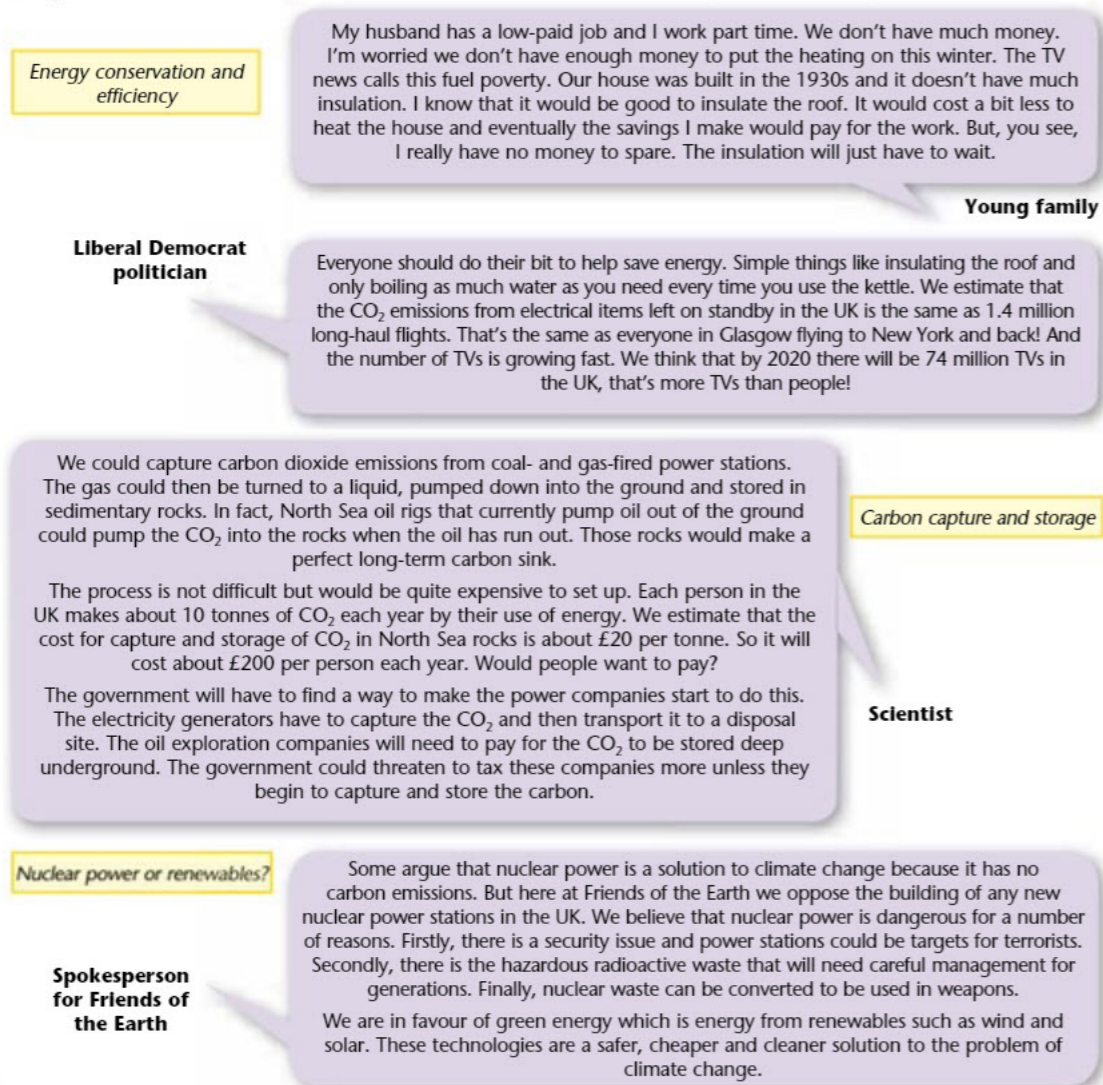 Energy conservation and
efficiency
My husband has a low-paid job and I work part time. We don't have much money.
I'm worried we don't have enough money to put the heating on this winter. The TV
news calls this fuel poverty. Our house was built in the 1930s and it doesn't have much
insulation. I know that it would be good to insulate the roof. It would cost a bit less to
heat the house and eventually the savings I make would pay for the work. But, you see,
I really have no money to spare. The insulation will just have to wait.
Young family
Liberal Democrat
politician
Everyone should do their bit to help save energy. Simple things like insulating the roof and
only boiling as much water as you need every time you use the kettle. We estimate that
the CO₂ emissions from electrical items left on standby in the UK is the same as 1.4 million
long-haul flights. That's the same as everyone in Glasgow flying to New York and back! And
the number of TVs is growing fast. We think that by 2020 there will be 74 million TVs in
the UK, that's more TVs than people!
We could capture carbon dioxide emissions from coal- and gas-fired power stations.
The gas could then be turned to a liquid, pumped down into the ground and stored in
sedimentary rocks. In fact, North Sea oil rigs that currently pump oil out of the ground
could pump the CO₂ into the rocks when the oil has run out. Those rocks would make a
perfect long-term carbon sink.
The process is not difficult but would be quite expensive to set up. Each person in the
UK makes about 10 tonnes of CO₂ each year by their use of energy. We estimate that the
cost for capture and storage of CO₂ in North Sea rocks is about £20 per tonne. So it will
cost about £200 per person each year. Would people want to pay?
The government will have to find a way to make the power companies start to do this.
The electricity generators have to capture the CO₂ and then transport it to a disposal
site. The oil exploration companies will need to pay for the CO₂ to be stored deep
underground. The government could threaten to tax these companies more unless they
begin to capture and store the carbon.
Carbon capture and storage
Scientist
Nuclear power or renewables?
Some argue that nuclear power is a solution to climate change because it has no
carbon emissions. But here at Friends of the Earth we oppose the building of any new
nuclear power stations in the UK. We believe that nuclear power is dangerous for a number
of reasons. Firstly, there is a security issue and power stations could be targets for terrorists.
Secondly, there is the hazardous radioactive waste that will need careful management for
generations. Finally, nuclear waste can be converted to be used in weapons.
We are in favour of green energy which is energy from renewables such as wind and
solar. These technologies are a safer, cheaper and cleaner solution to the problem of
climate change.
Spokesperson
for Friends of
the Earth